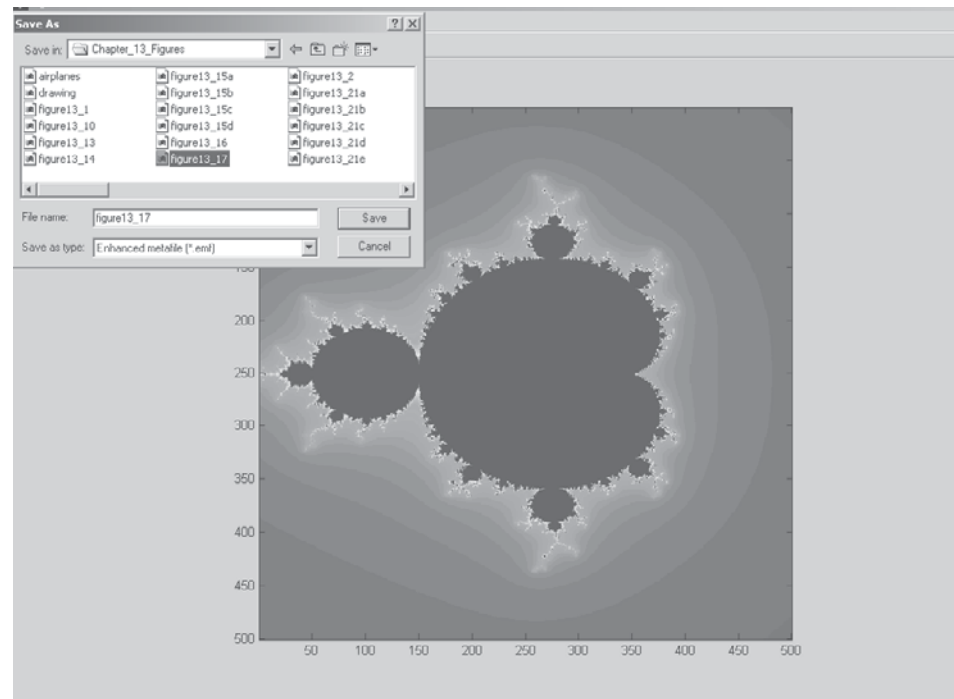 Save As
Save in: Chapter_13_Figures
airplanes figure13_15a figure13_2
drawing figure13_15b figure13_21a
figure13_1 figure13_15c figure13_21b
figure13_10 figure13_15d figure13_21c
figure13_13 figure13_16 figure13_21d
figure13_14 figure13_17 figure13_21e
File name: figure13_17 Save
Save as type: Enhanced metafile (*.emf) Cancel
150
200
250
300
350
400
450
500
50 100 150 200 250 300 350 400 450 500